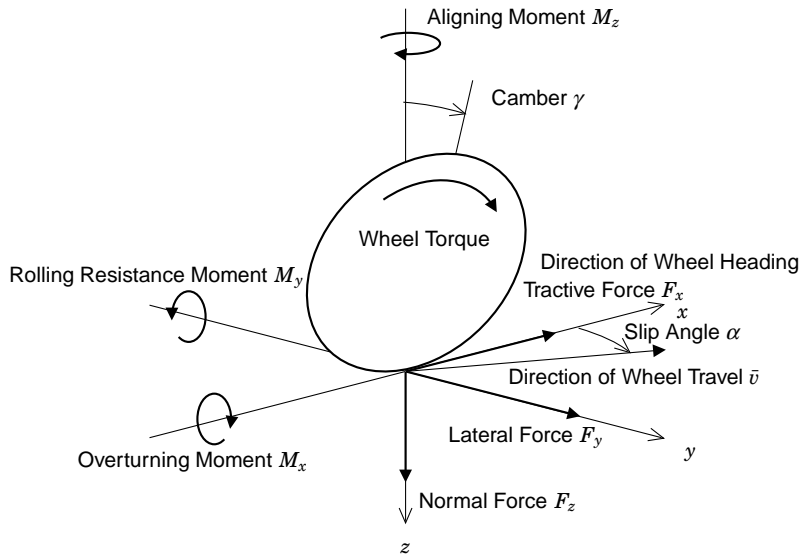 Aligning Moment M_z
Camber γ
Wheel Torque
Rolling Resistance Moment M_y
Direction of Wheel Heading
Tractive Force F_x
x
Slip Angle α
Direction of Wheel Travel v̄
Lateral Force F_y
y
Overturning Moment M_x
Normal Force F_z
z